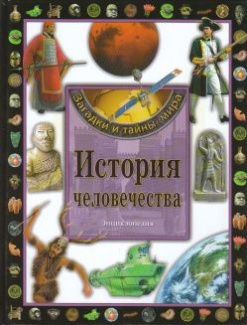 Загадки и тайны мира
История
человечества
Энциклопедия